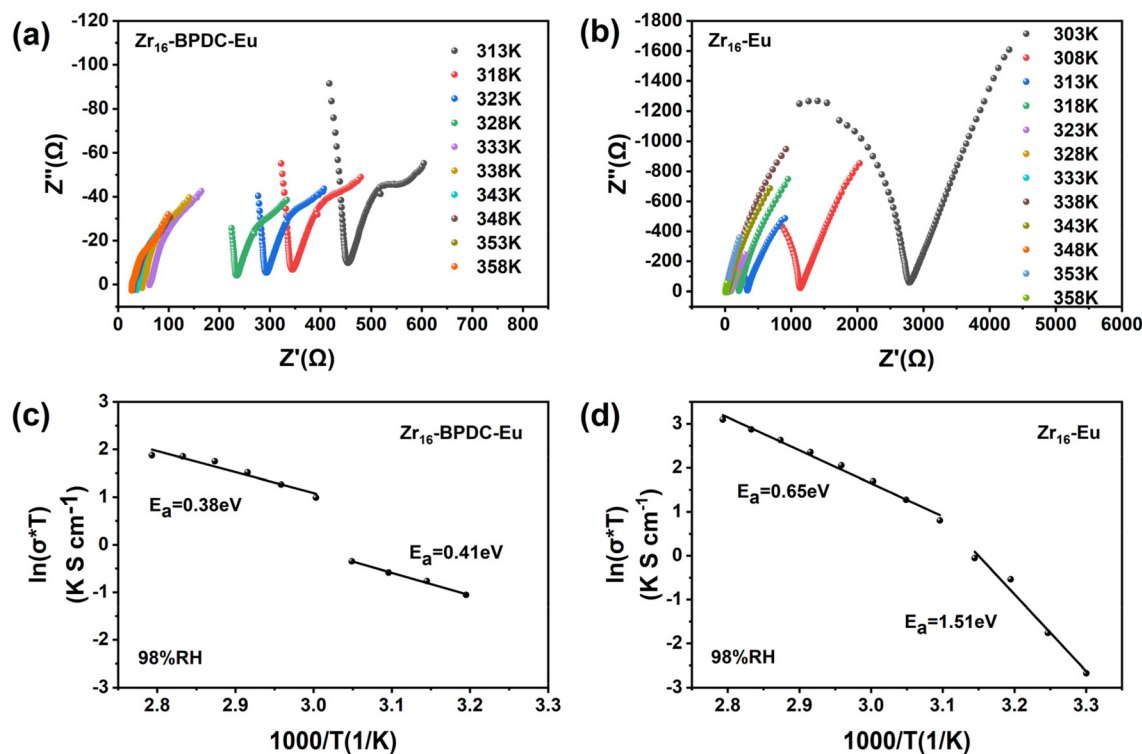 (a)
Zr₁₆-BPDC-Eu
313K
318K
323K
328K
333K
338K
343K
348K
353K
358K
-120
-100
-80
-60
-40
-20
0
Z''(Ω)
0 100 200 300 400 500 600 700 800
Z'(Ω)
(b)
Zr₁₆-Eu
303K
308K
313K
318K
323K
328K
333K
338K
343K
348K
353K
358K
-1800
-1600
-1400
-1200
-1000
-800
-600
-400
-200
0
Z''(Ω)
0 1000 2000 3000 4000 5000 6000
Z'(Ω)
(c)
Zr₁₆-BPDC-Eu
3
2
1
0
-1
-2
-3
ln(σ*T)
(K S cm⁻¹)
Eₐ=0.38eV
Eₐ=0.41eV
98%RH
2.8 2.9 3.0 3.1 3.2 3.3
1000/T(1/K)
(d)
Zr₁₆-Eu
3
2
1
0
-1
-2
-3
ln(σ*T)
(K S cm⁻¹)
Eₐ=0.65eV
Eₐ=1.51eV
98%RH
2.8 2.9 3.0 3.1 3.2 3.3
1000/T(1/K)